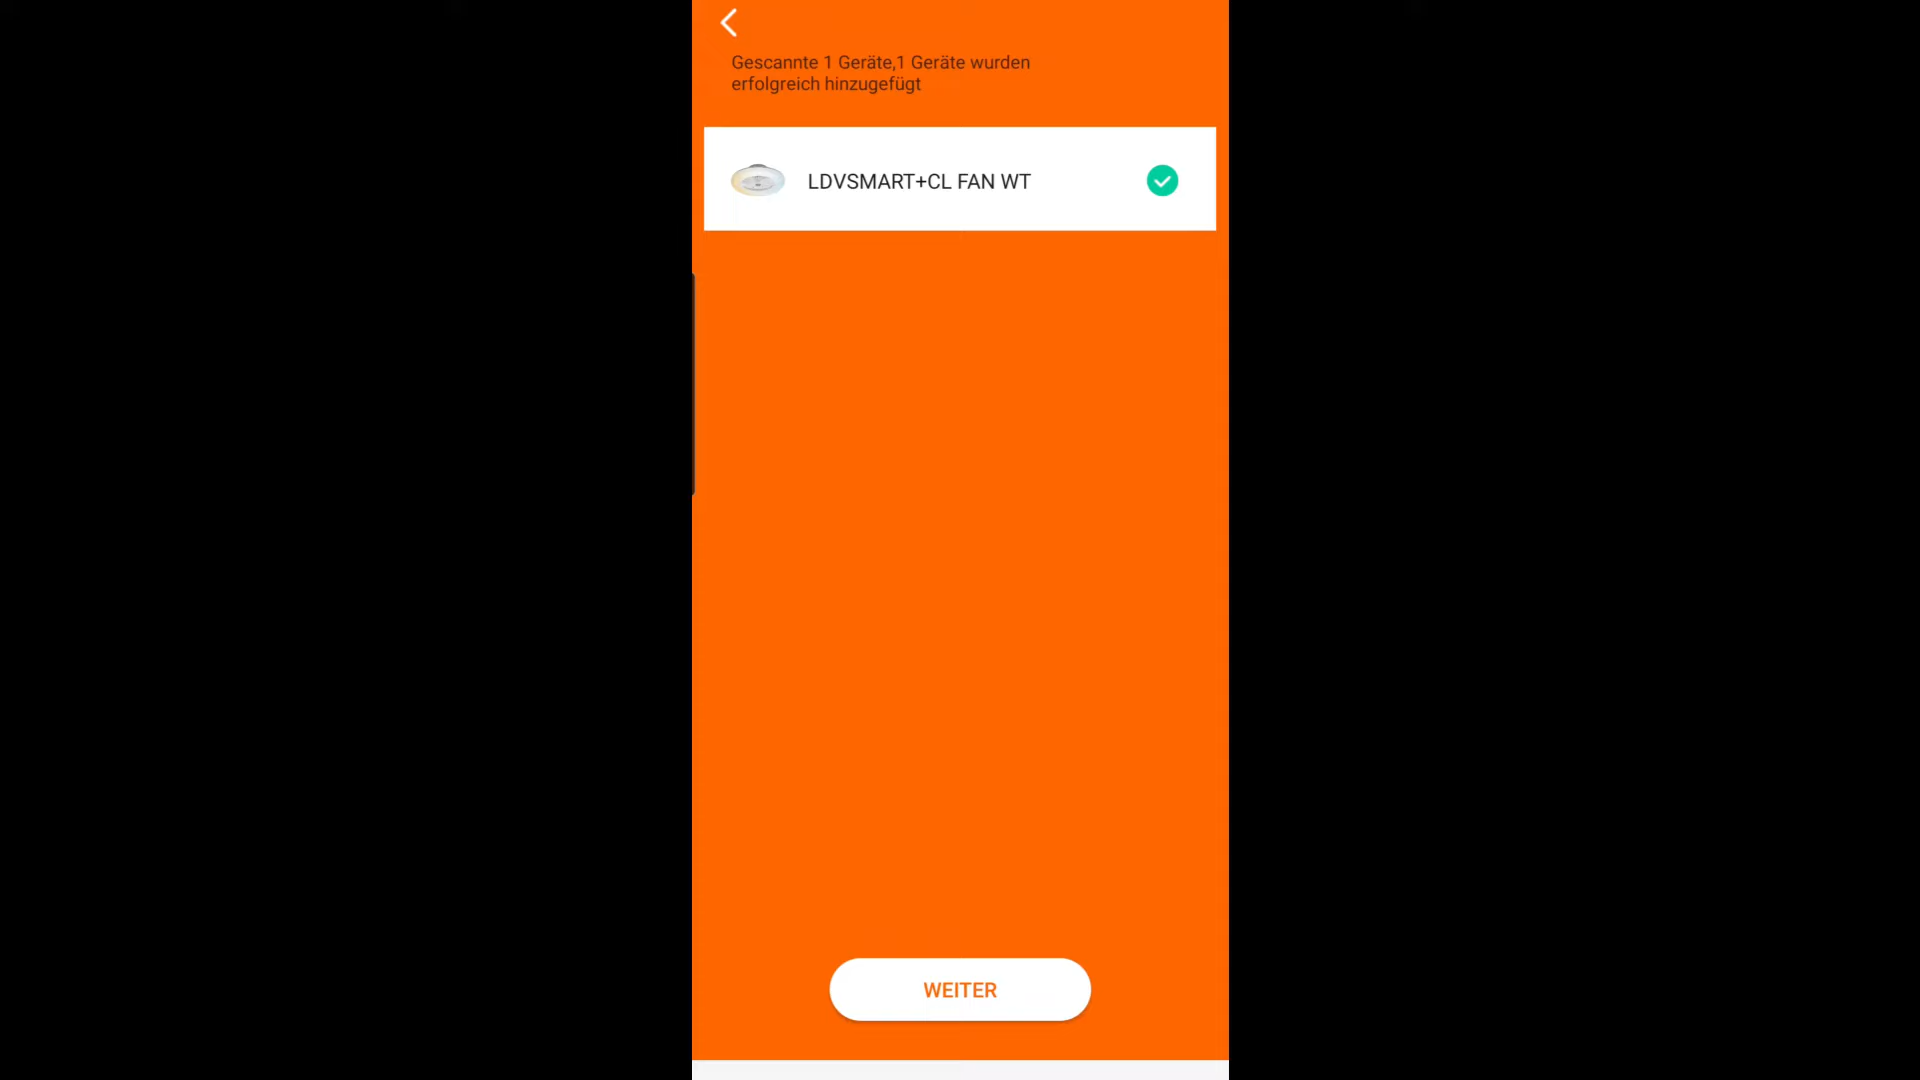 Gescannte 1 Geräte,1 Geräte wurden
erfolgreich hinzugefügt
LDVSMART+CL FAN WT
WEITER